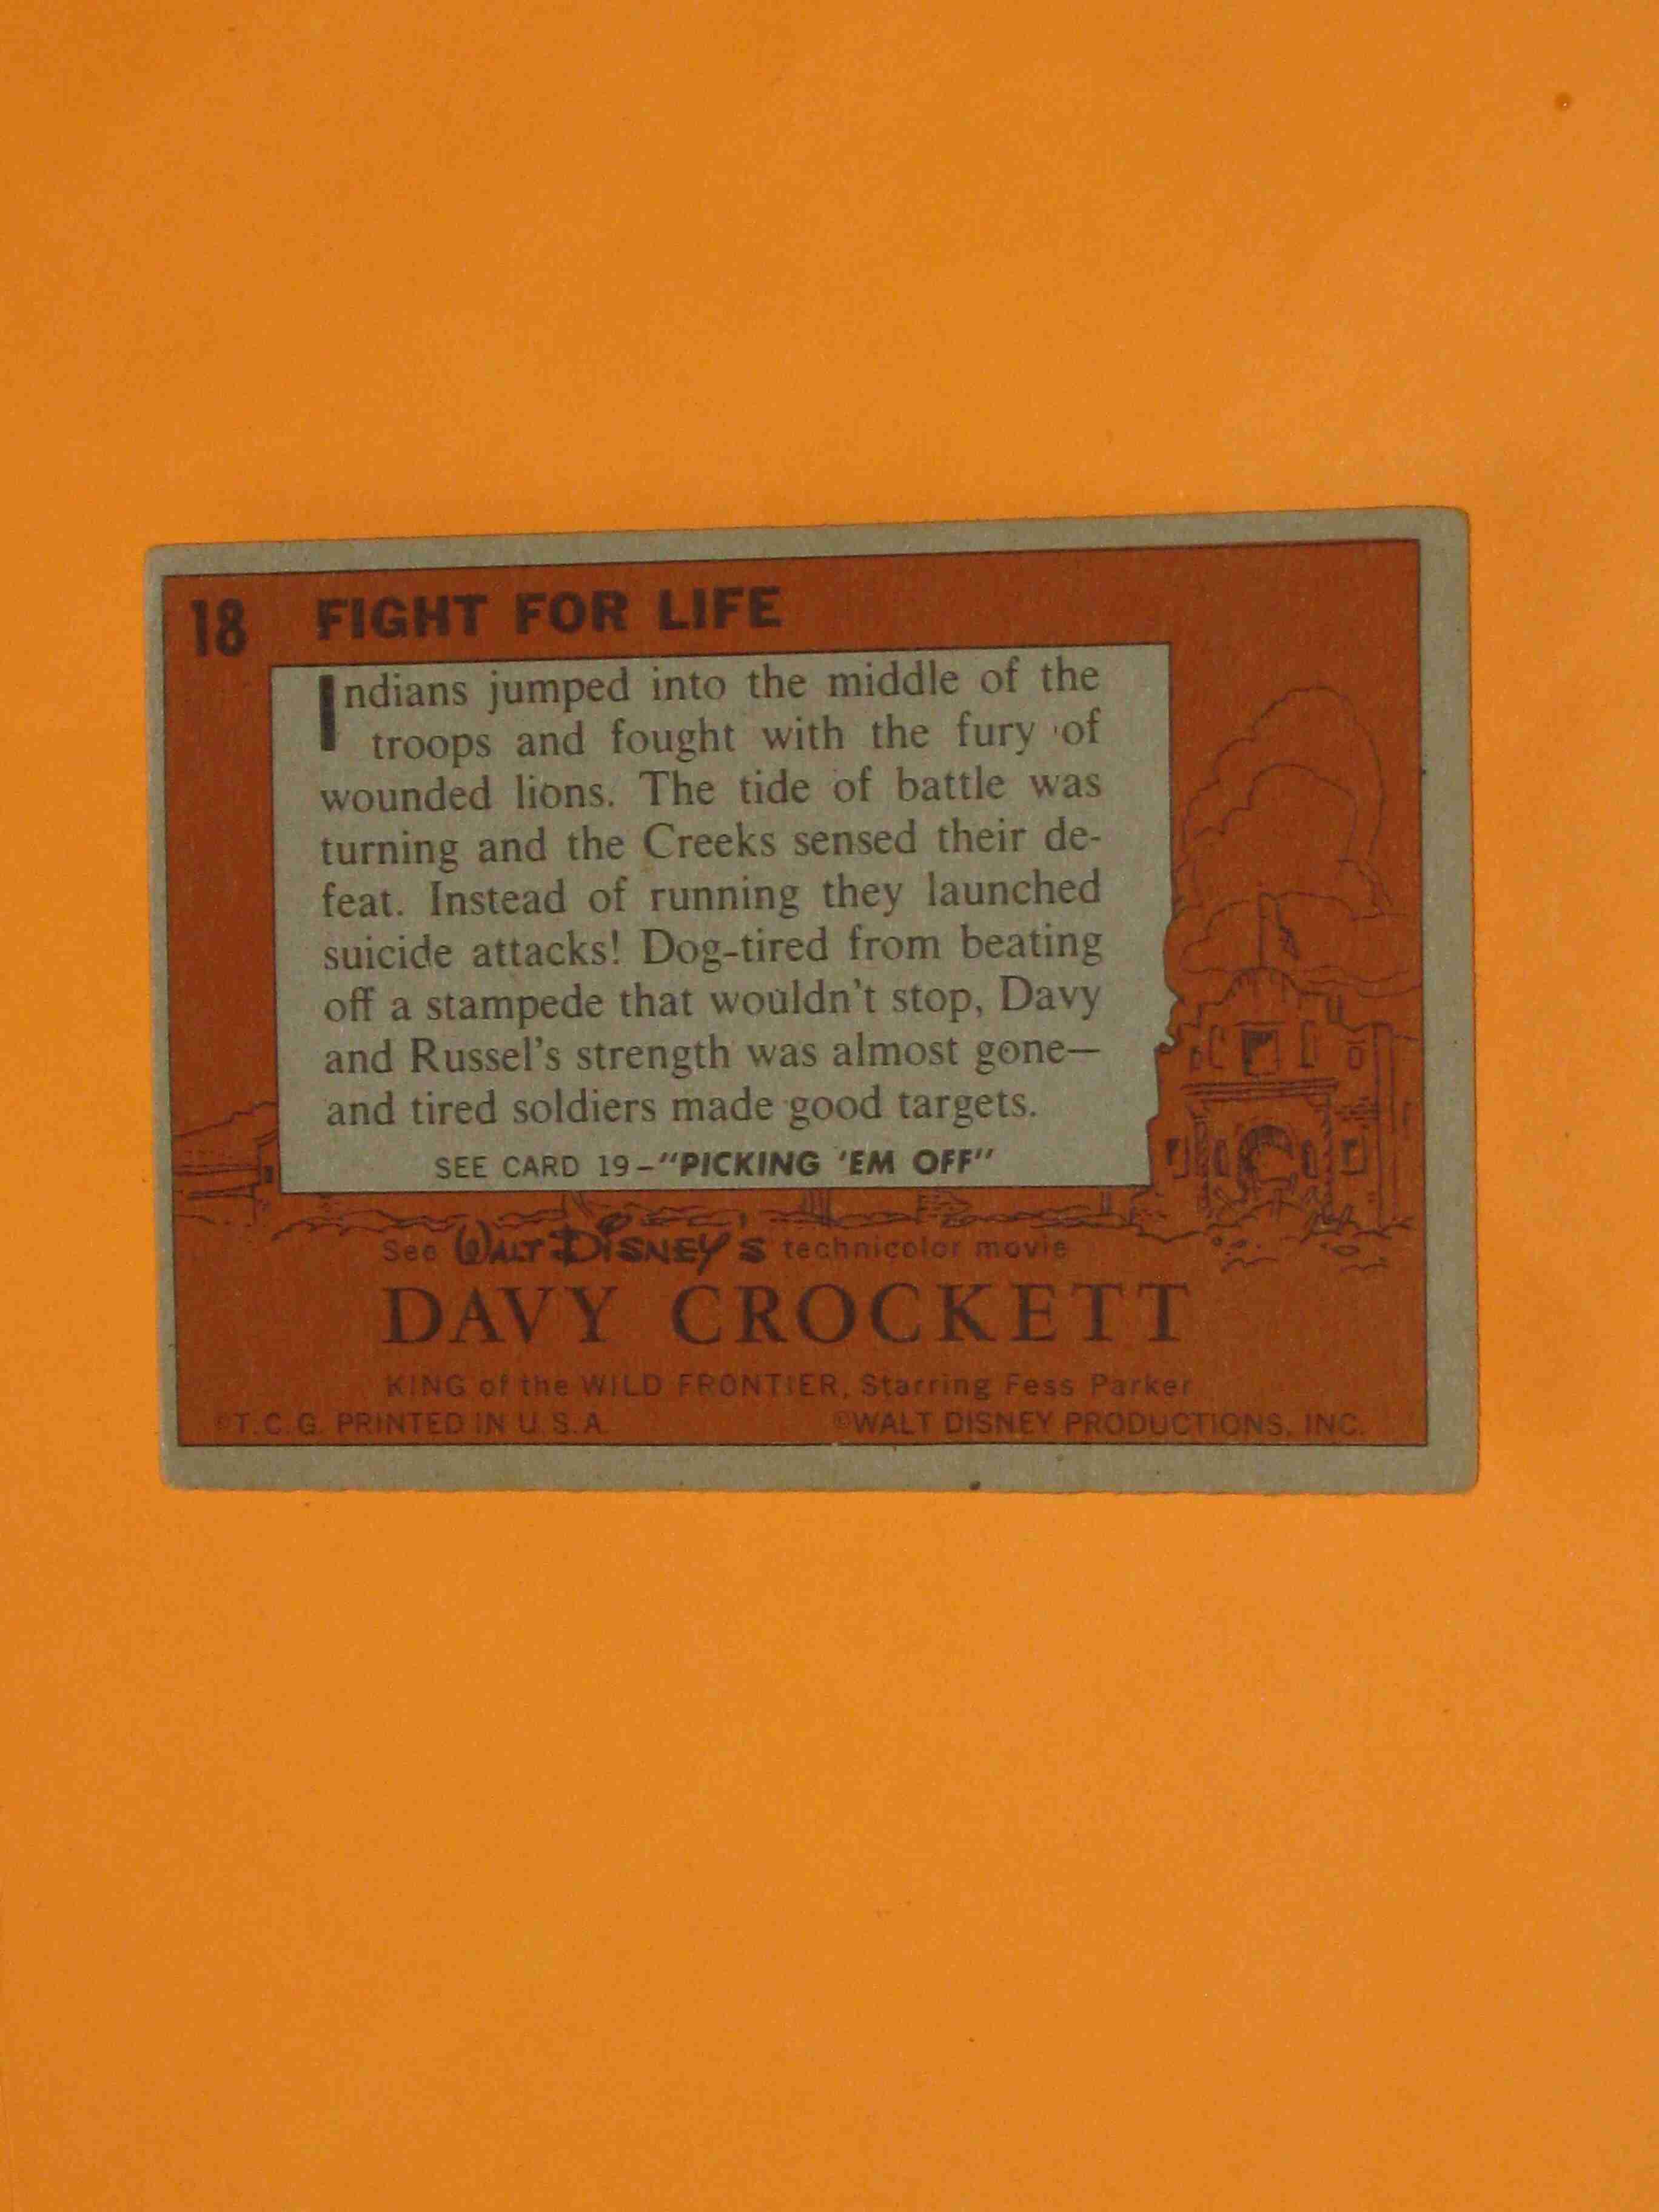 18 FIGHT FOR LIFE
Indians jumped into the middle of the
troops and fought with the fury of
wounded lions. The tide of battle was
turning and the Creeks sensed their de-
feat. Instead of running they launched
suicide attacks! Dog-tired from beating
off a stampede that wouldn't stop, Davy
and Russel's strength was almost gone—
and tired soldiers made good targets.
SEE CARD 19—"PICKING 'EM OFF"
See WALT DISNEY'S technicolor movie
DAVY CROCKETT
KING of the WILD FRONTIER, Starring Fess Parker
©T.C.G. PRINTED IN U.S.A. ©WALT DISNEY PRODUCTIONS, INC.